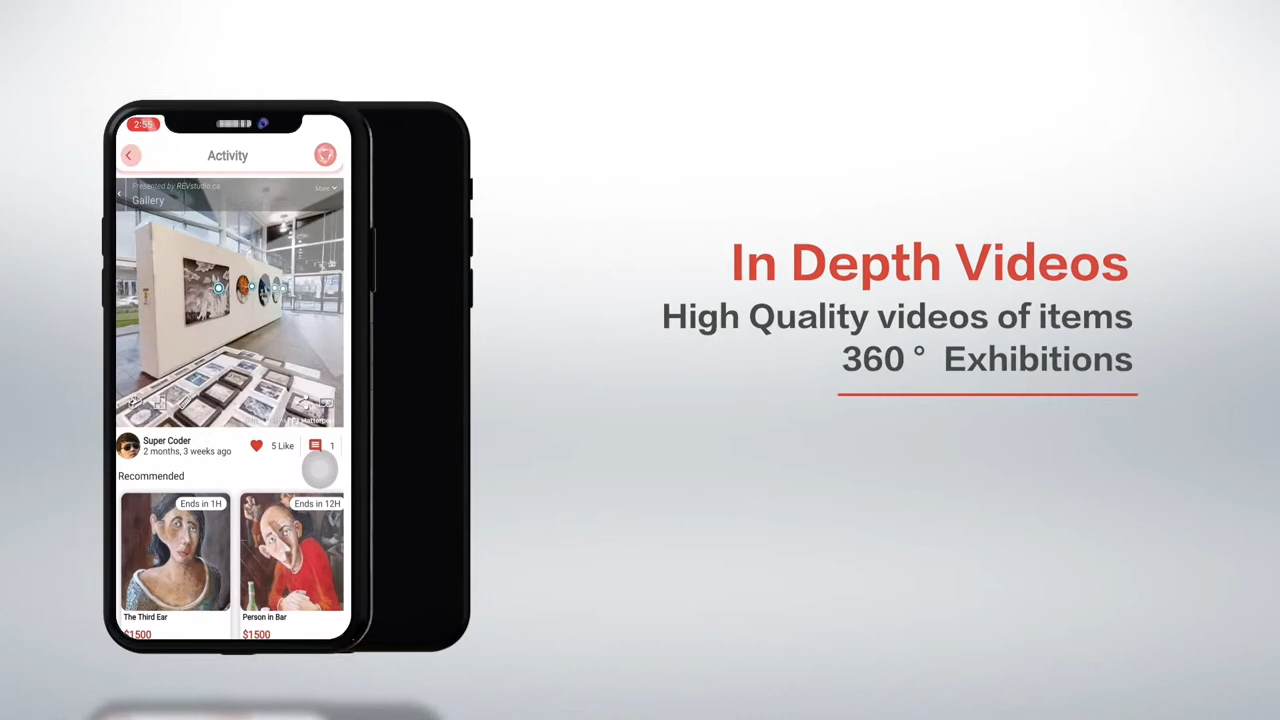 2:55
Activity
Presented by REVstudio.ca
More
Gallery
Super Coder
2 months, 3 weeks ago
5 Like
1
Recommended
Ends in 1H
Ends in 12H
The Third Ear
Person in Bar
$1500
$1500
In Depth Videos
High Quality videos of items
360° Exhibitions